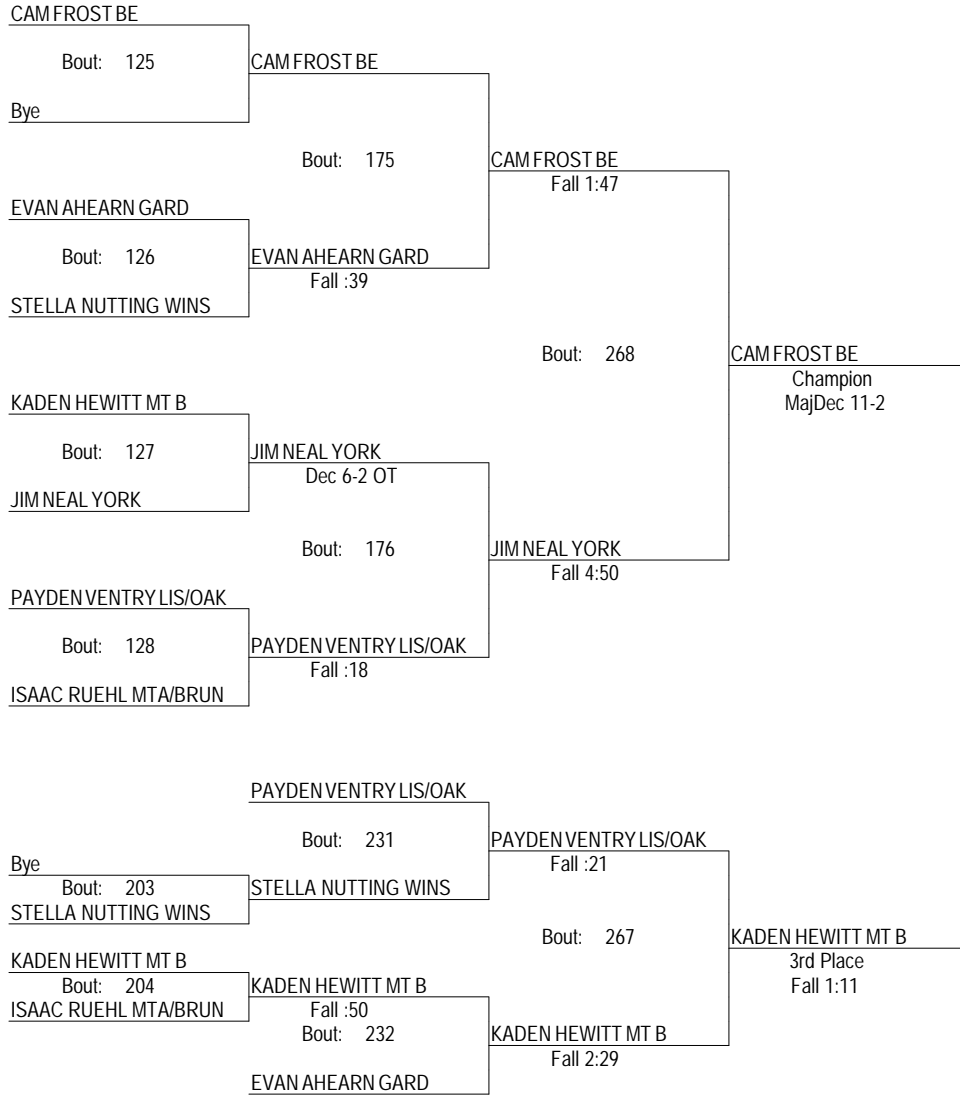 CAM FROST BE
Bout: 125
CAM FROST BE
Bye
Bout: 175
CAM FROST BE
Fall 1:47
EVAN AHEARN GARD
Bout: 126
EVAN AHEARN GARD
Fall :39
STELLA NUTTING WINS
Bout: 268
CAM FROST BE
Champion
MajDec 11-2
KADEN HEWITT MT B
Bout: 127
JIM NEAL YORK
Dec 6-2 OT
JIM NEAL YORK
Bout: 176
JIM NEAL YORK
Fall 4:50
PAYDEN VENTRY LIS/OAK
Bout: 128
PAYDEN VENTRY LIS/OAK
Fall :18
ISAAC RUEHL MTA/BRUN
PAYDEN VENTRY LIS/OAK
Bout: 231
PAYDEN VENTRY LIS/OAK
Fall :21
Bye
Bout: 203
STELLA NUTTING WINS
STELLA NUTTING WINS
Bout: 267
KADEN HEWITT MT B
3rd Place
Fall 1:11
KADEN HEWITT MT B
Bout: 204
KADEN HEWITT MT B
Fall :50
ISAAC RUEHL MTA/BRUN
Bout: 232
KADEN HEWITT MT B
Fall 2:29
EVAN AHEARN GARD